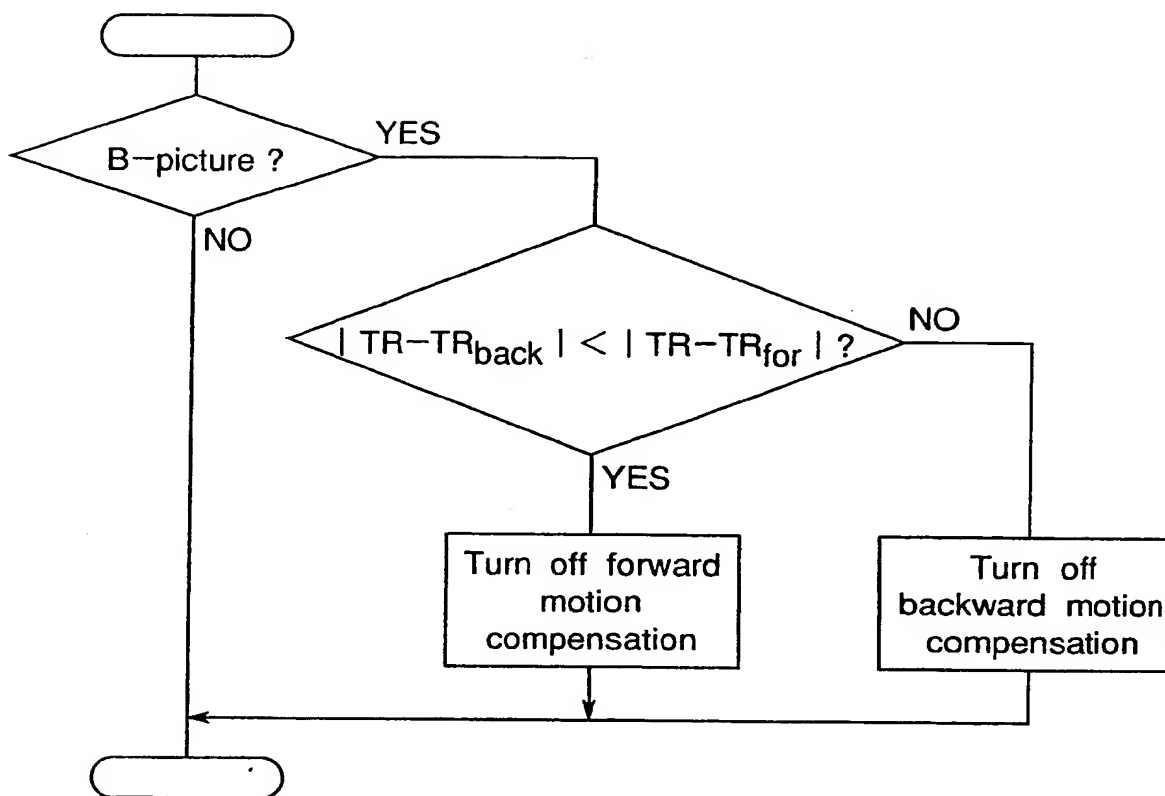 B-picture ?
YES
NO
| TR-TRback | < | TR-TRfor | ?
NO
YES
Turn off forward
motion
compensation
Turn off
backward motion
compensation